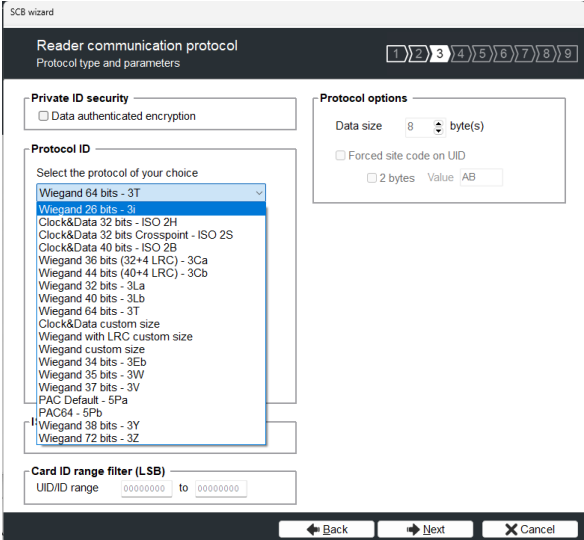 SCB wizard
Reader communication protocol
Protocol type and parameters
1 2 3 4 5 6 7 8 9
Private ID security
Data authenticated encryption
Protocol ID
Select the protocol of your choice
Wiegand 64 bits - 3T
Wiegand 26 bits - 3i
Clock&Data 32 bits - ISO 2H
Clock&Data 32 bits Crosspoint - ISO 2S
Clock&Data 40 bits - ISO 2B
Wiegand 36 bits (32+4 LRC) - 3Ca
Wiegand 44 bits (40+4 LRC) - 3Cb
Wiegand 32 bits - 3La
Wiegand 40 bits - 3Lb
Wiegand 64 bits - 3T
Clock&Data custom size
Wiegand with LRC custom size
Wiegand custom size
Wiegand 34 bits - 3Eb
Wiegand 35 bits - 3W
Wiegand 37 bits - 3V
PAC Default - 5Pa
PAC64 - 5Pb
Wiegand 38 bits - 3Y
Wiegand 72 bits - 3Z
Card ID range filter (LSB)
UID/ID range 00000000 to 00000000
Protocol options
Data size 8 byte(s)
Forced site code on UID
2 bytes Value AB
Back Next Cancel